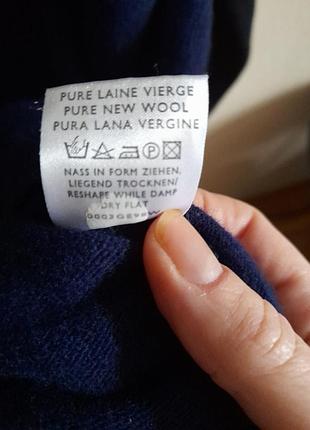 PURE LAINE VIERGE
PURE NEW WOOL
PURA LANA VERGINE
NASS IN FORM ZIEHEN,
LIEGEND TROCKNEN/
RESHAPE WHILE DAMP
DRY FLAT